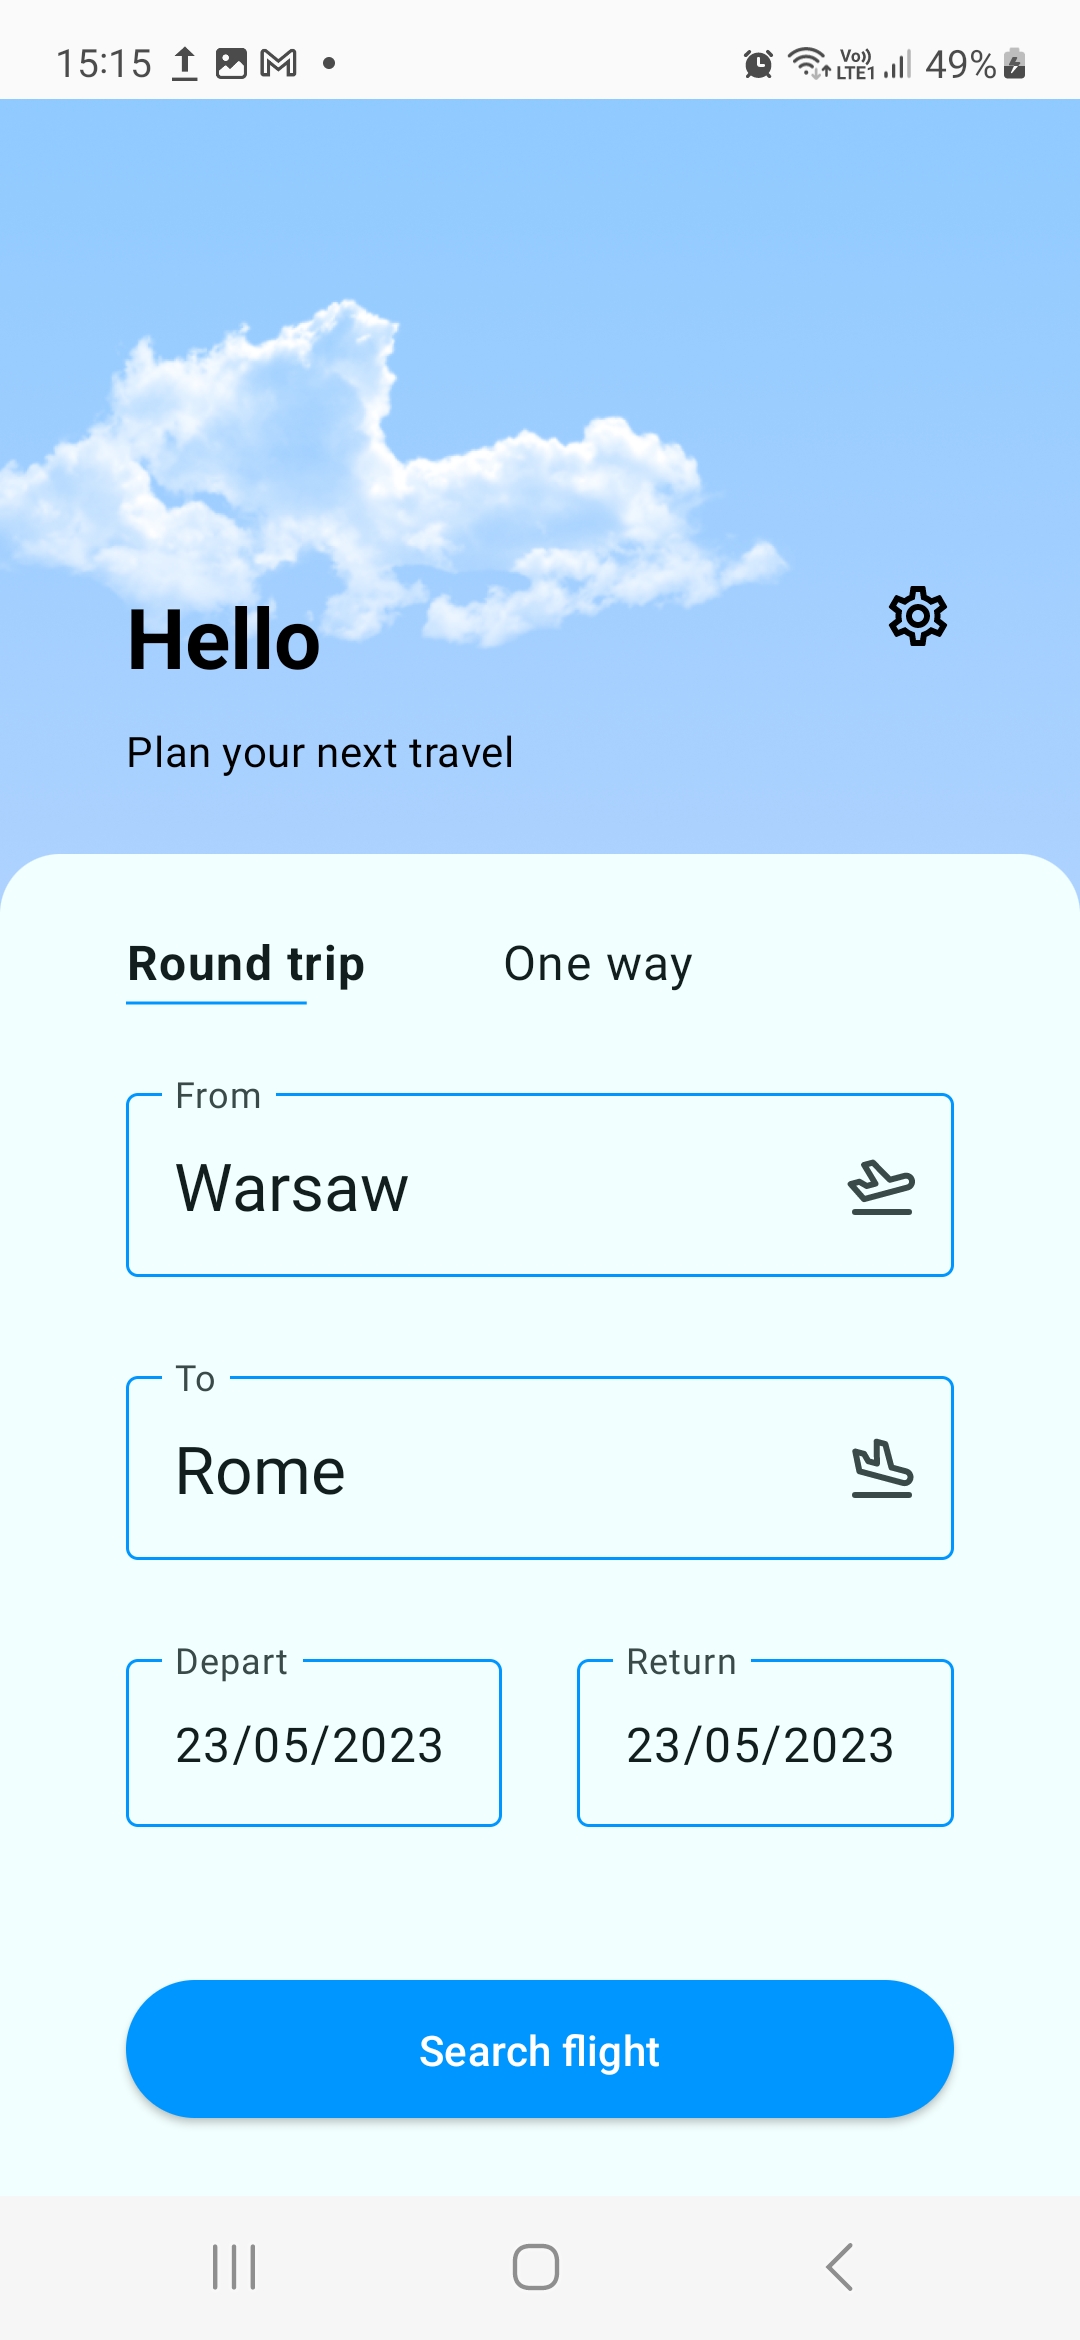 15:15 Vo)) LTE1 49%
Hello
Plan your next travel
Round trip One way
From
Warsaw
To
Rome
Depart Return
23/05/2023 23/05/2023
Search flight